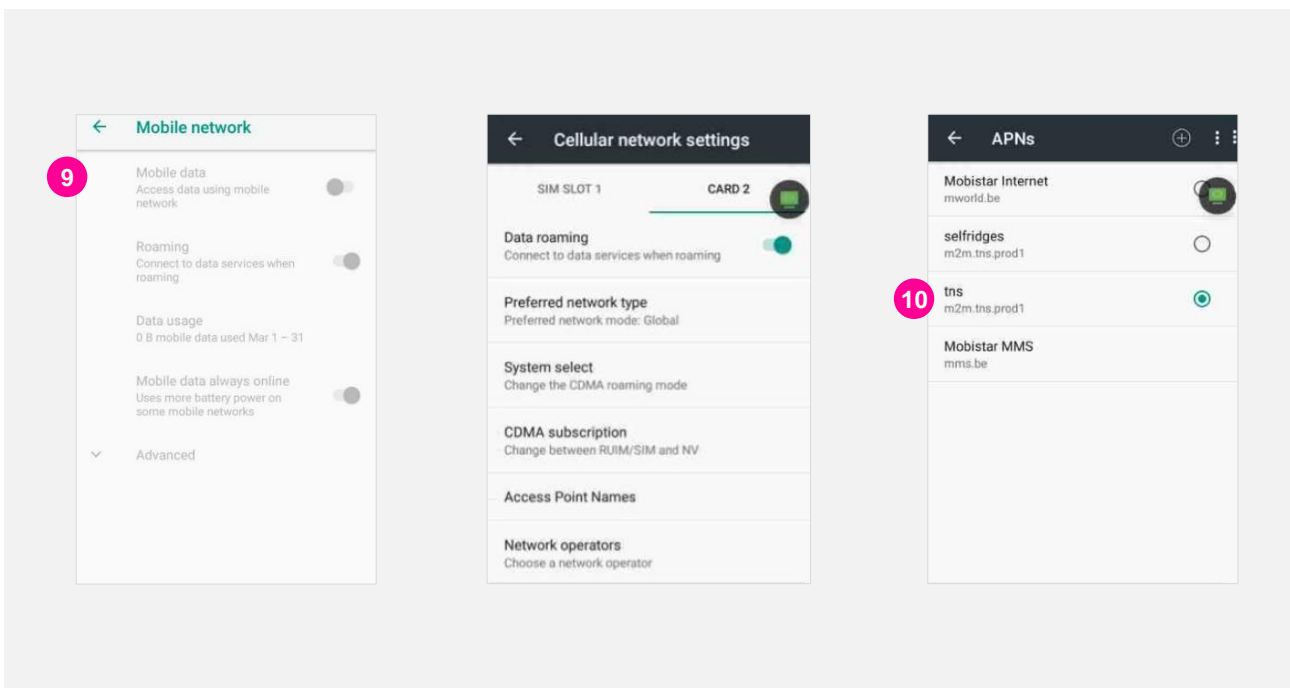 Mobile network
9
Mobile data
Access data using mobile
network
Roaming
Connect to data services when
roaming
Data usage
0 B mobile data used Mar 1 – 31
Mobile data always online
Uses more battery power on
some mobile networks
Advanced
Cellular network settings
SIM SLOT 1
CARD 2
Data roaming
Connect to data services when roaming
Preferred network type
Preferred network mode: Global
System select
Change the CDMA roaming mode
CDMA subscription
Change between RUIM/SIM and NV
Access Point Names
Network operators
Choose a network operator
APNs
Mobistar Internet
mworld.be
selfridges
m2m.tns.prod1
10
tns
m2m.tns.prod1
Mobistar MMS
mms.be